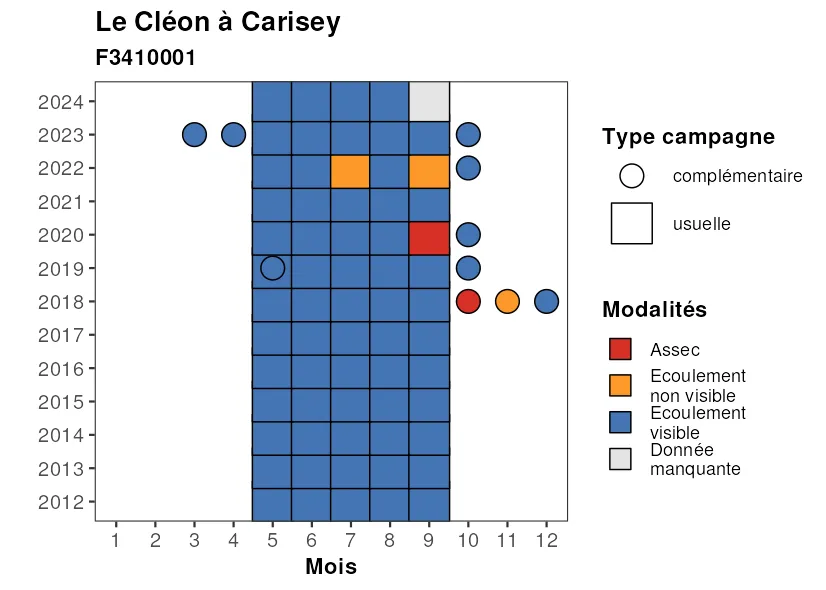 Le Cléon à Carisey
F3410001
2024
2023
2022
2021
2020
2019
2018
2017
2016
2015
2014
2013
2012
1 2 3 4 5 6 7 8 9 10 11 12
Mois
Type campagne
complémentaire
usuelle
Modalités
Assec
Ecoulement
non visible
Ecoulement
visible
Donnée
manquante